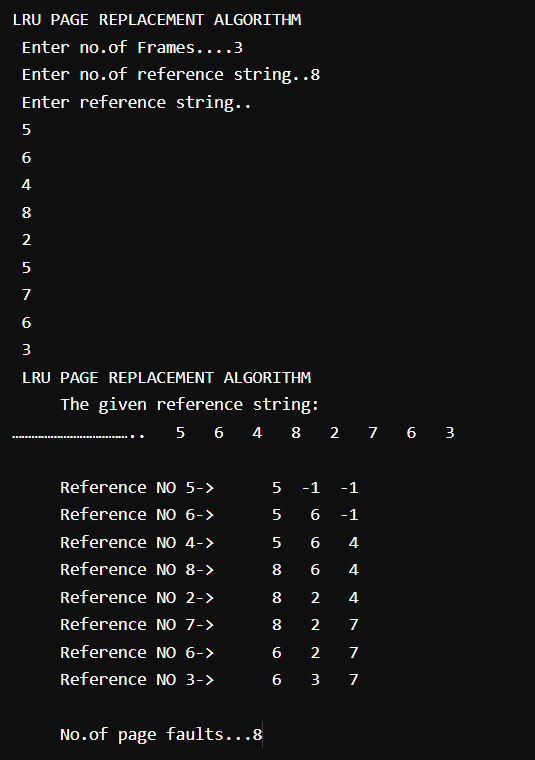 LRU PAGE REPLACEMENT ALGORITHM
Enter no.of Frames....3
Enter no.of reference string..8
Enter reference string..
5
6
4
8
2
5
7
6
3
LRU PAGE REPLACEMENT ALGORITHM
The given reference string:
……………………………….. 5 6 4 8 2 7 6 3
Reference NO 5-> 5 -1 -1
Reference NO 6-> 5 6 -1
Reference NO 4-> 5 6 4
Reference NO 8-> 8 6 4
Reference NO 2-> 8 2 4
Reference NO 7-> 8 2 7
Reference NO 6-> 6 2 7
Reference NO 3-> 6 3 7
No.of page faults...8